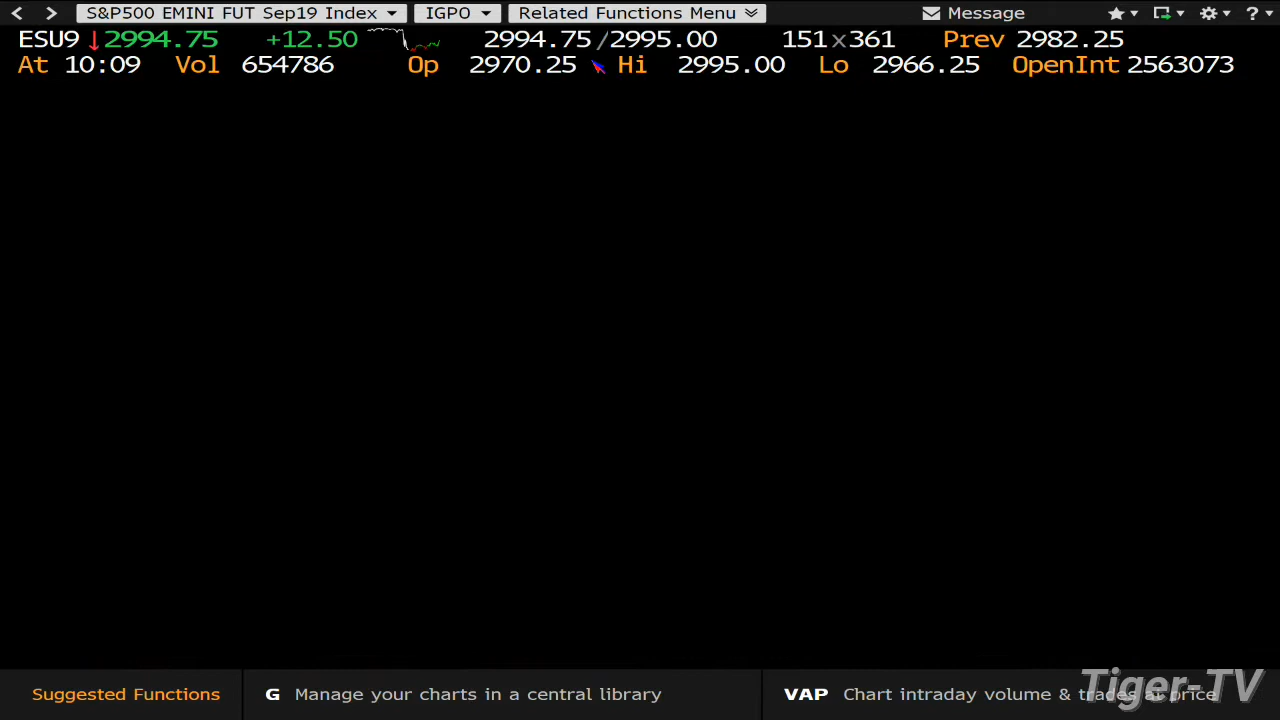 < > S&P500 EMINI FUT Sep19 Index IGPO Related Functions Menu Message ?
ESU9 ↓2994.75 +12.50 2994.75/2995.00 151x361 Prev 2982.25
At 10:09 Vol 654786 Op 2970.25 Hi 2995.00 Lo 2966.25 OpenInt 2563073
Suggested Functions G Manage your charts in a central library VAP Chart intraday volume & trades at price
Tiger-TV